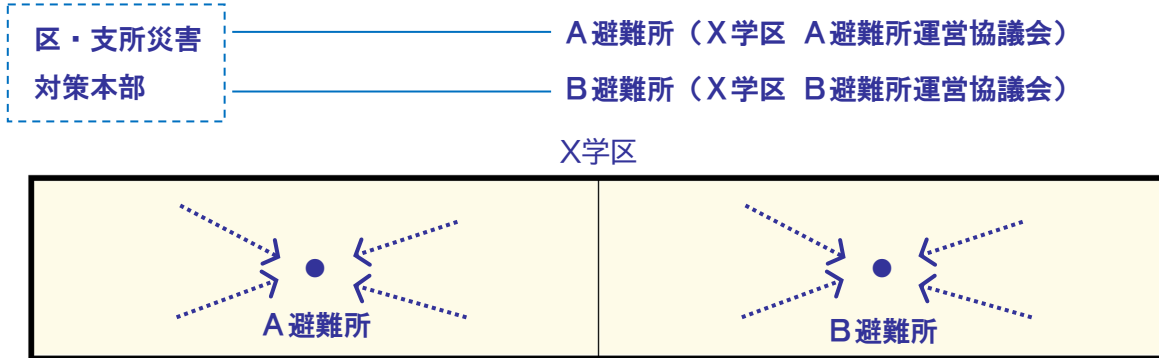 区・支所災害
対策本部
A避難所（X学区 A避難所運営協議会）
B避難所（X学区 B避難所運営協議会）
X学区
A避難所
B避難所